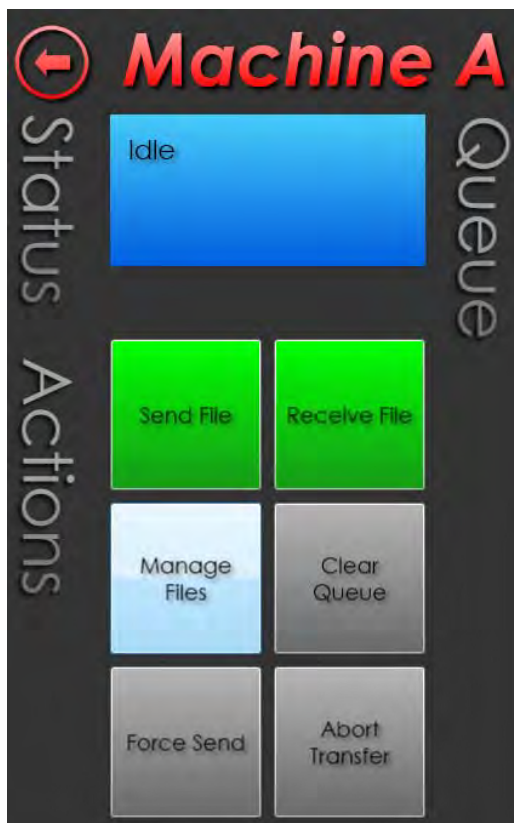 Machine A
Status
Idle
Queue
Actions
Send File
Receive File
Manage
Files
Clear
Queue
Force Send
Abort
Transfer